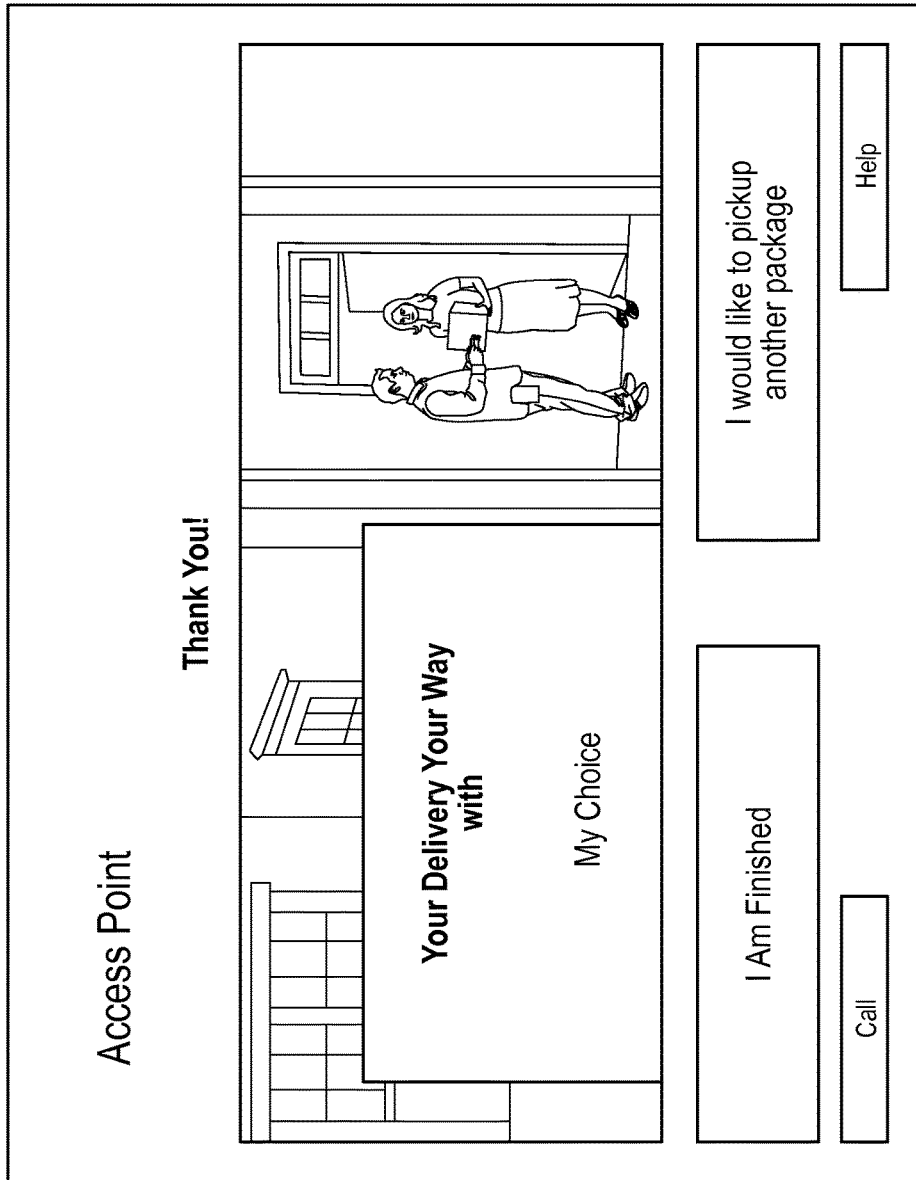 Access Point
Thank You!
Your Delivery Your Way
with
My Choice
I Am Finished
I would like to pickup
another package
Call
Help